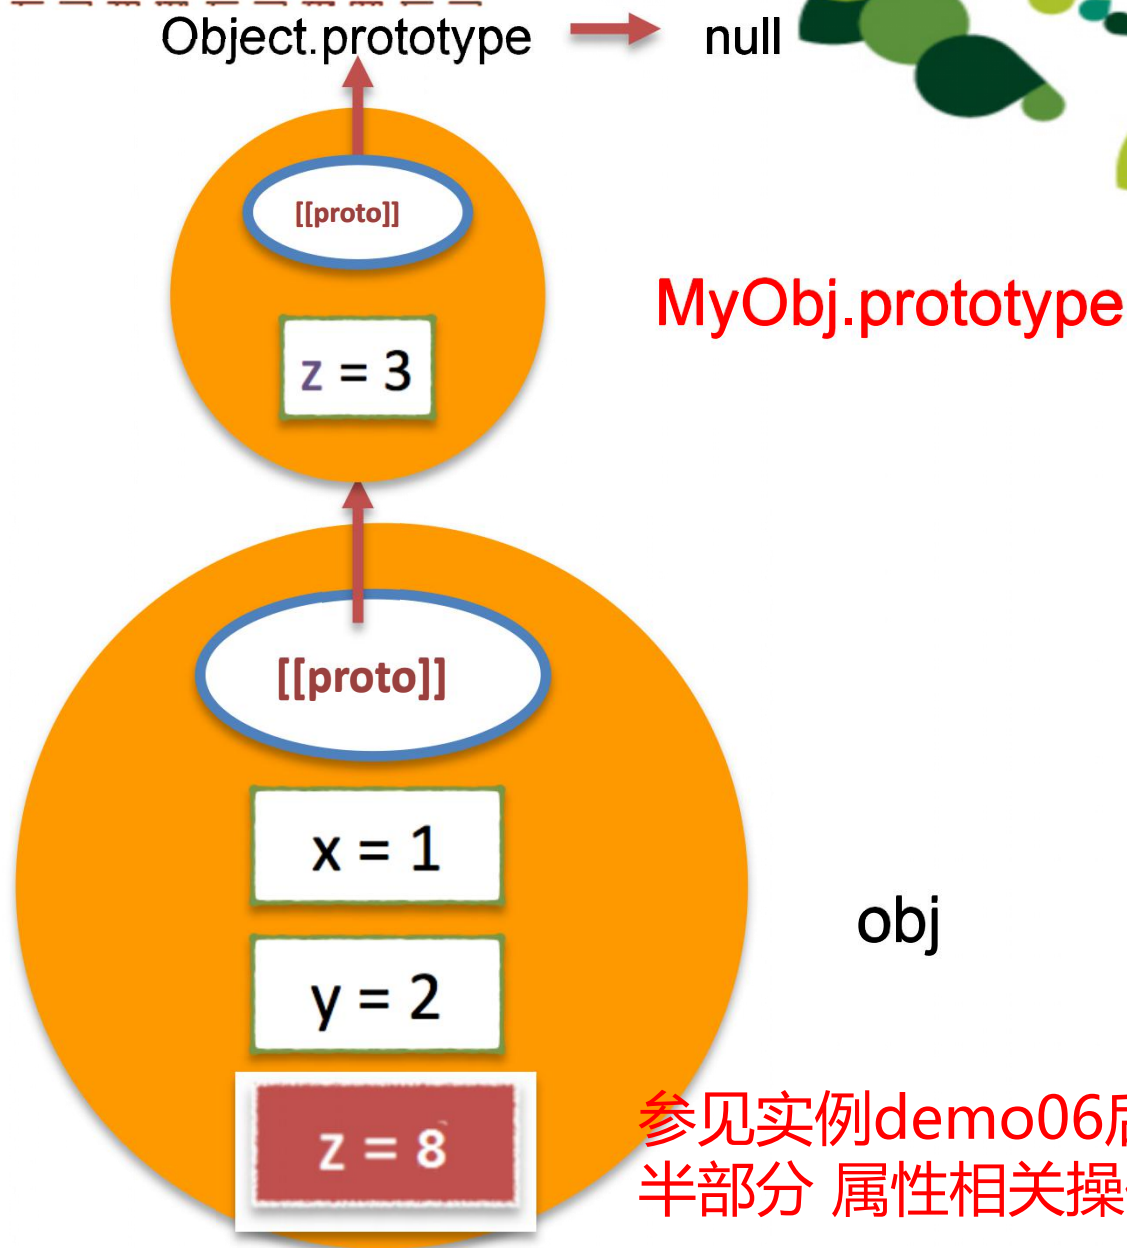 Object.prototype
null
[[proto]]
MyObj.prototype
z = 3
[[proto]]
x = 1
obj
y = 2
参见实例demo06后
z = 8
半部分 属性相关操